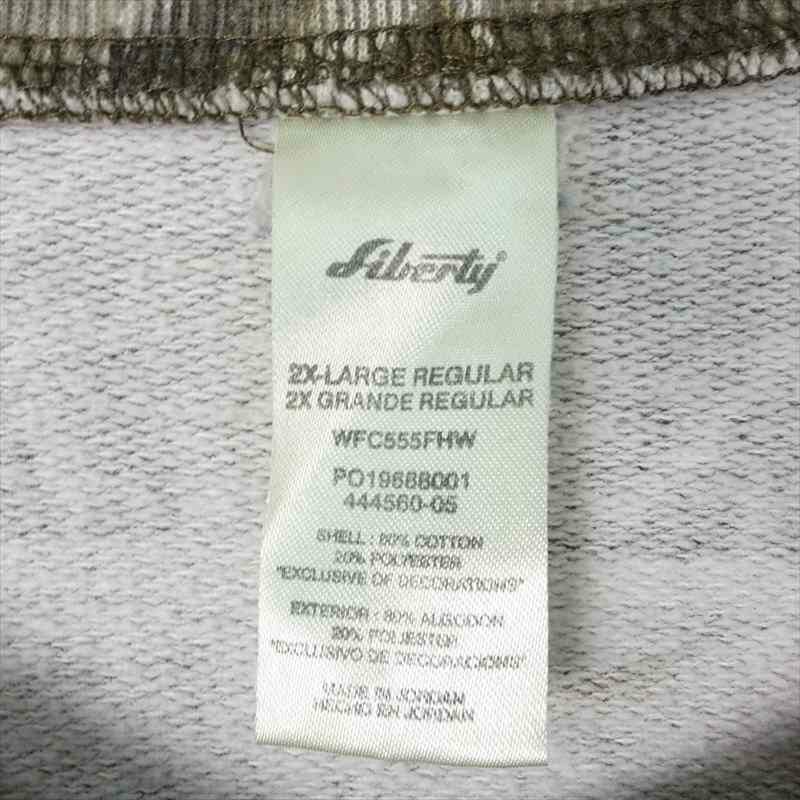 Liberty®
2X-LARGE REGULAR
2X GRANDE REGULAR
WFC555FHW
PO19688001
444560-05
SHELL : 80% COTTON
20% POLYESTER
"EXCLUSIVE OF DECORATIONS"
EXTERIOR : 80% ALGODON
20% POLIESTER
"EXCLUSIVO DE DECORACIONS"
MADE IN JORDAN
HECHO EN JORDAN